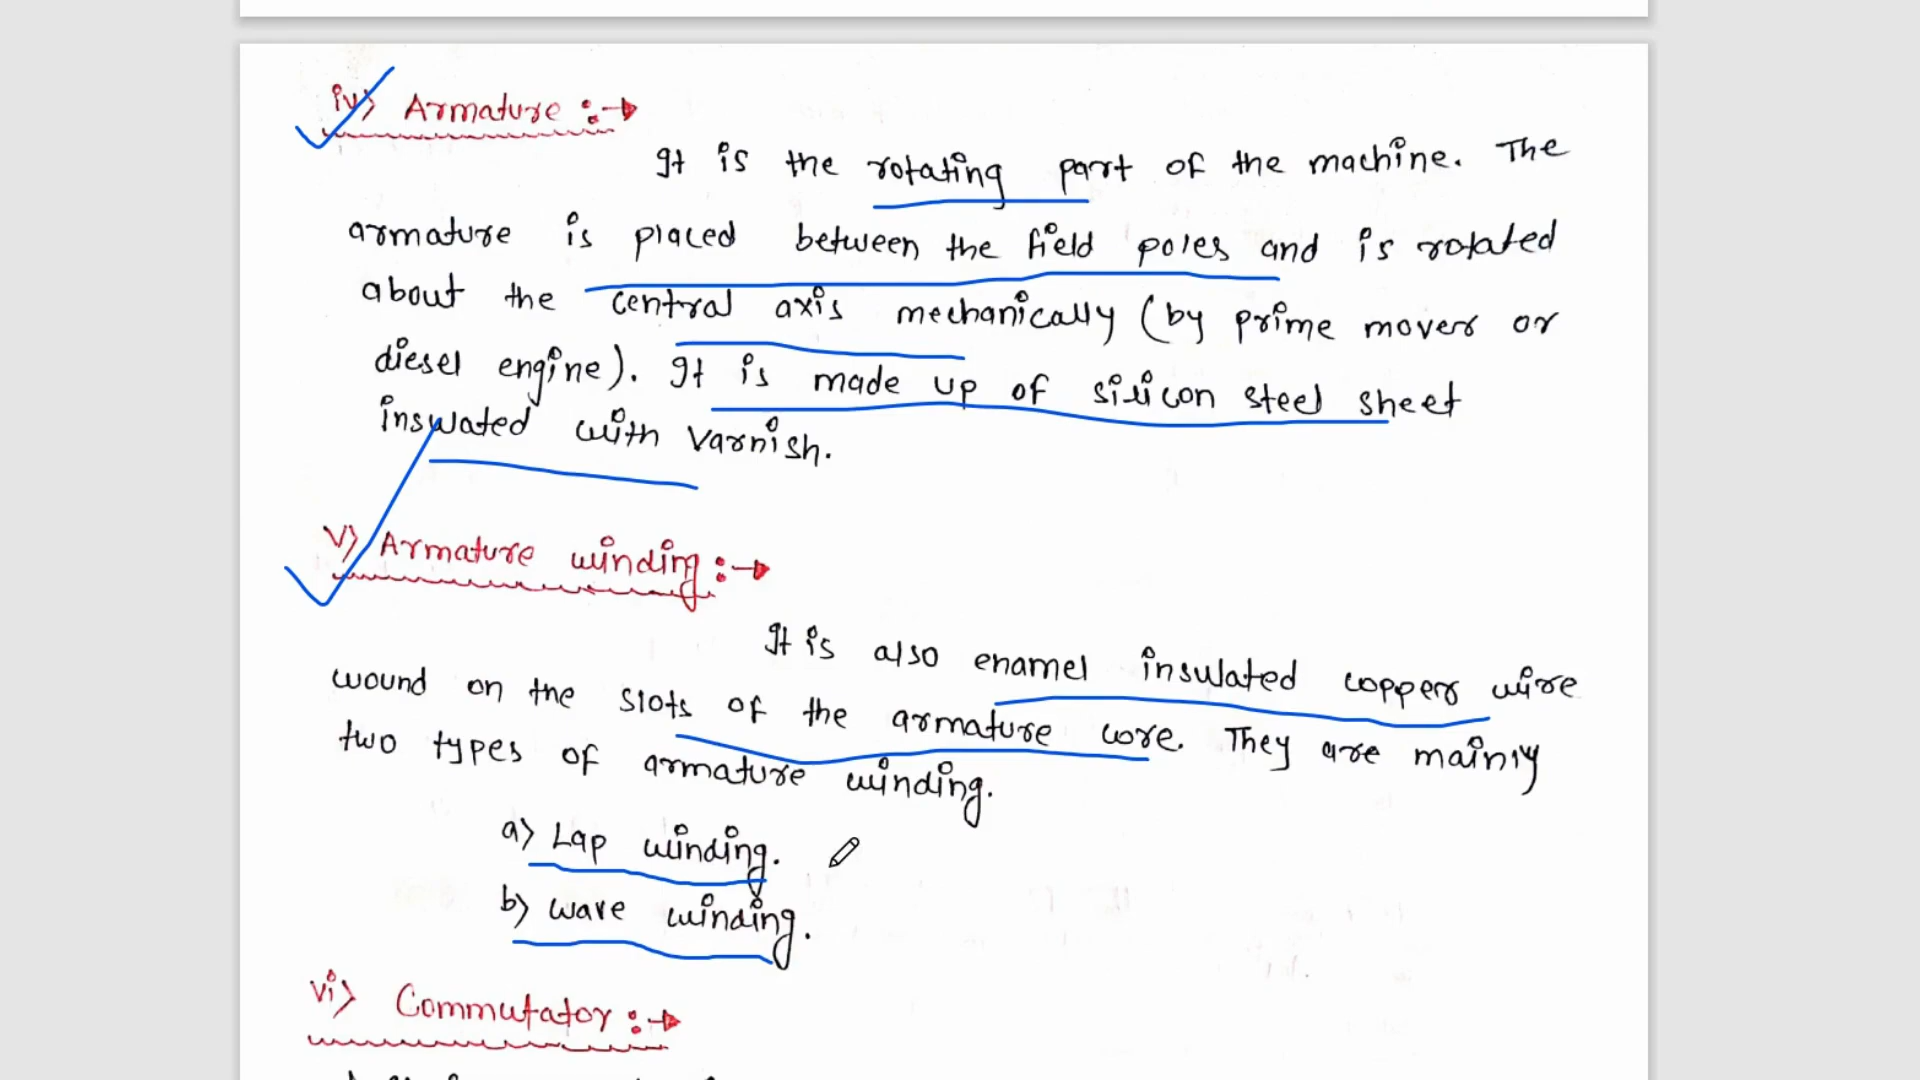 iv) Armature :→
It is the rotating part of the machine. The
armature is placed between the field poles and is rotated
about the central axis mechanically (by prime mover or
diesel engine). It is made up of silicon steel sheet
insulated with varnish.
v) Armature winding :→
It is also enamel insulated copper wire
wound on the slots of the armature core. They are mainly
two types of armature winding.
a) Lap winding.
b) wave winding.
vi) Commutator :→